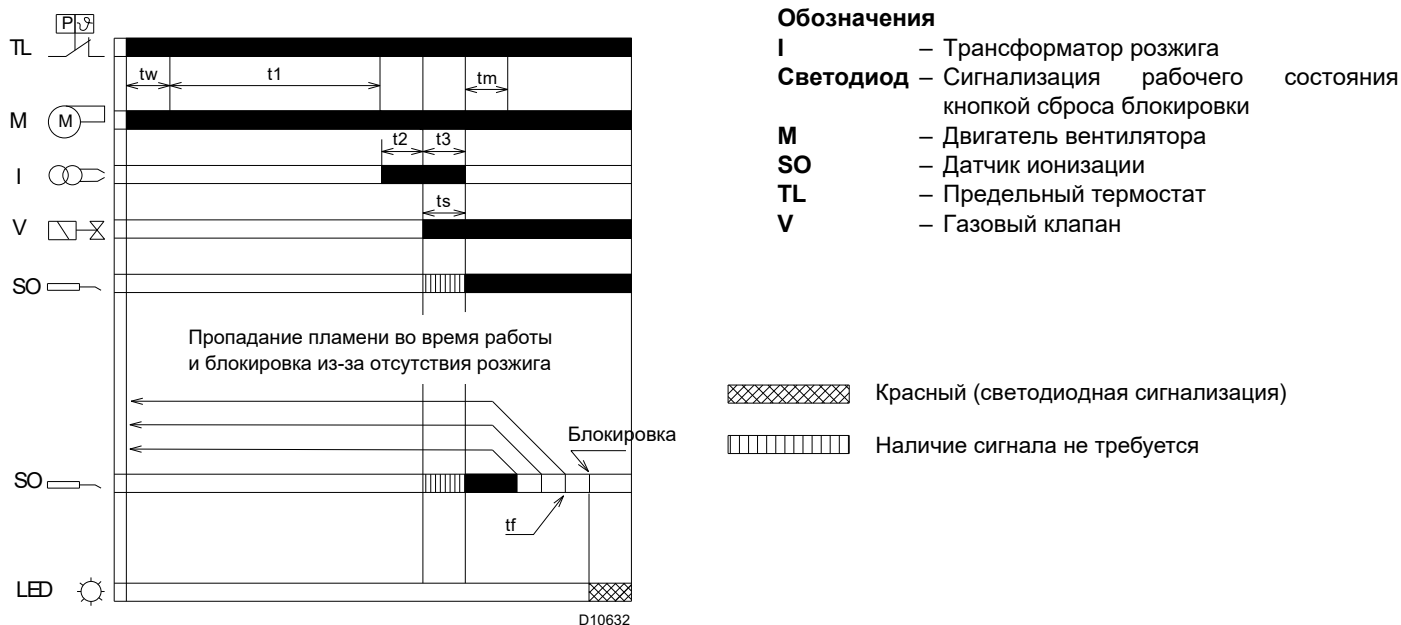 P ϑ
TL
tw
t1
tm
M
M
t2
t3
I
ts
V
SO
Пропадание пламени во время работы
и блокировка из-за отсутствия розжига
Блокировка
SO
tf
LED
D10632
Обозначения
I – Трансформатор розжига
Светодиод – Сигнализация рабочего состояния
кнопкой сброса блокировки
M – Двигатель вентилятора
SO – Датчик ионизации
TL – Предельный термостат
V – Газовый клапан
Красный (светодиодная сигнализация)
Наличие сигнала не требуется